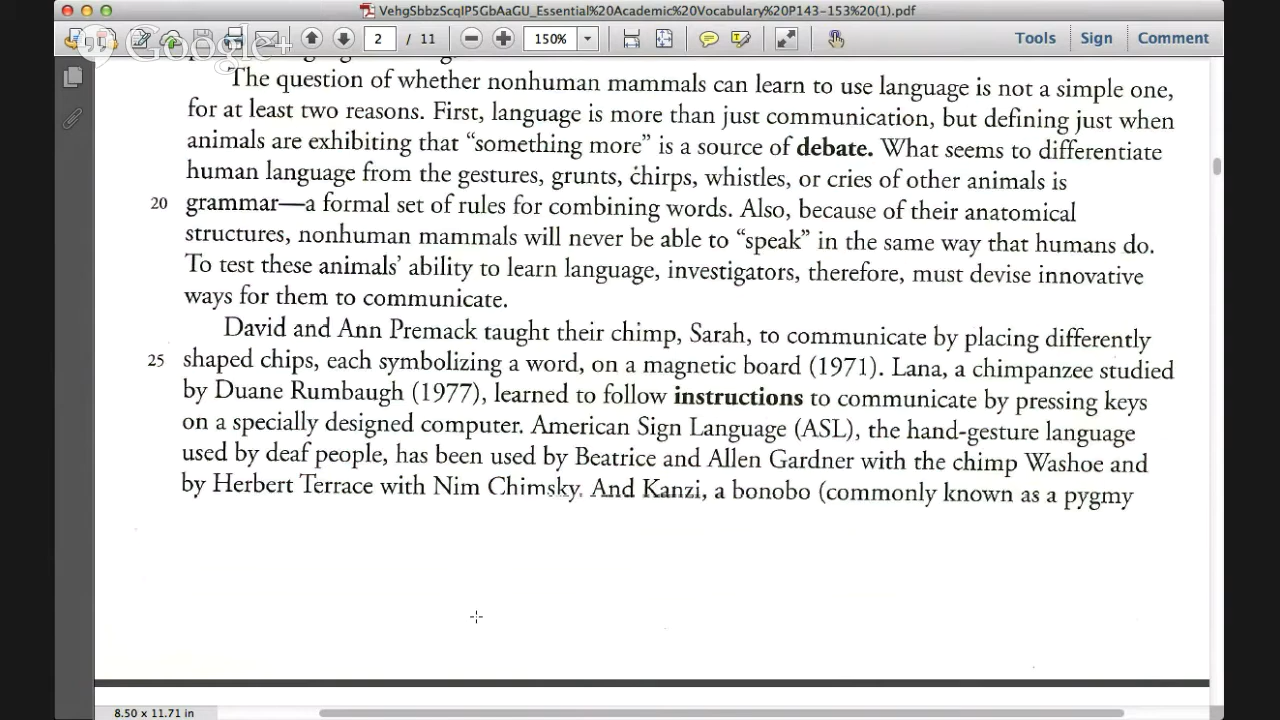 VehgSbbzScqIP5GbAaGU_Essential%20Academic%20Vocabulary%20P143-153%20(1).pdf
Google+
2 / 11
150%
Tools Sign Comment
The question of whether nonhuman mammals can learn to use language is not a simple one,
for at least two reasons. First, language is more than just communication, but defining just when
animals are exhibiting that “something more” is a source of debate. What seems to differentiate
human language from the gestures, grunts, chirps, whistles, or cries of other animals is
20 grammar—a formal set of rules for combining words. Also, because of their anatomical
structures, nonhuman mammals will never be able to “speak” in the same way that humans do.
To test these animals’ ability to learn language, investigators, therefore, must devise innovative
ways for them to communicate.
David and Ann Premack taught their chimp, Sarah, to communicate by placing differently
25 shaped chips, each symbolizing a word, on a magnetic board (1971). Lana, a chimpanzee studied
by Duane Rumbaugh (1977), learned to follow instructions to communicate by pressing keys
on a specially designed computer. American Sign Language (ASL), the hand-gesture language
used by deaf people, has been used by Beatrice and Allen Gardner with the chimp Washoe and
by Herbert Terrace with Nim Chimsky. And Kanzi, a bonobo (commonly known as a pygmy
8.50 x 11.71 in